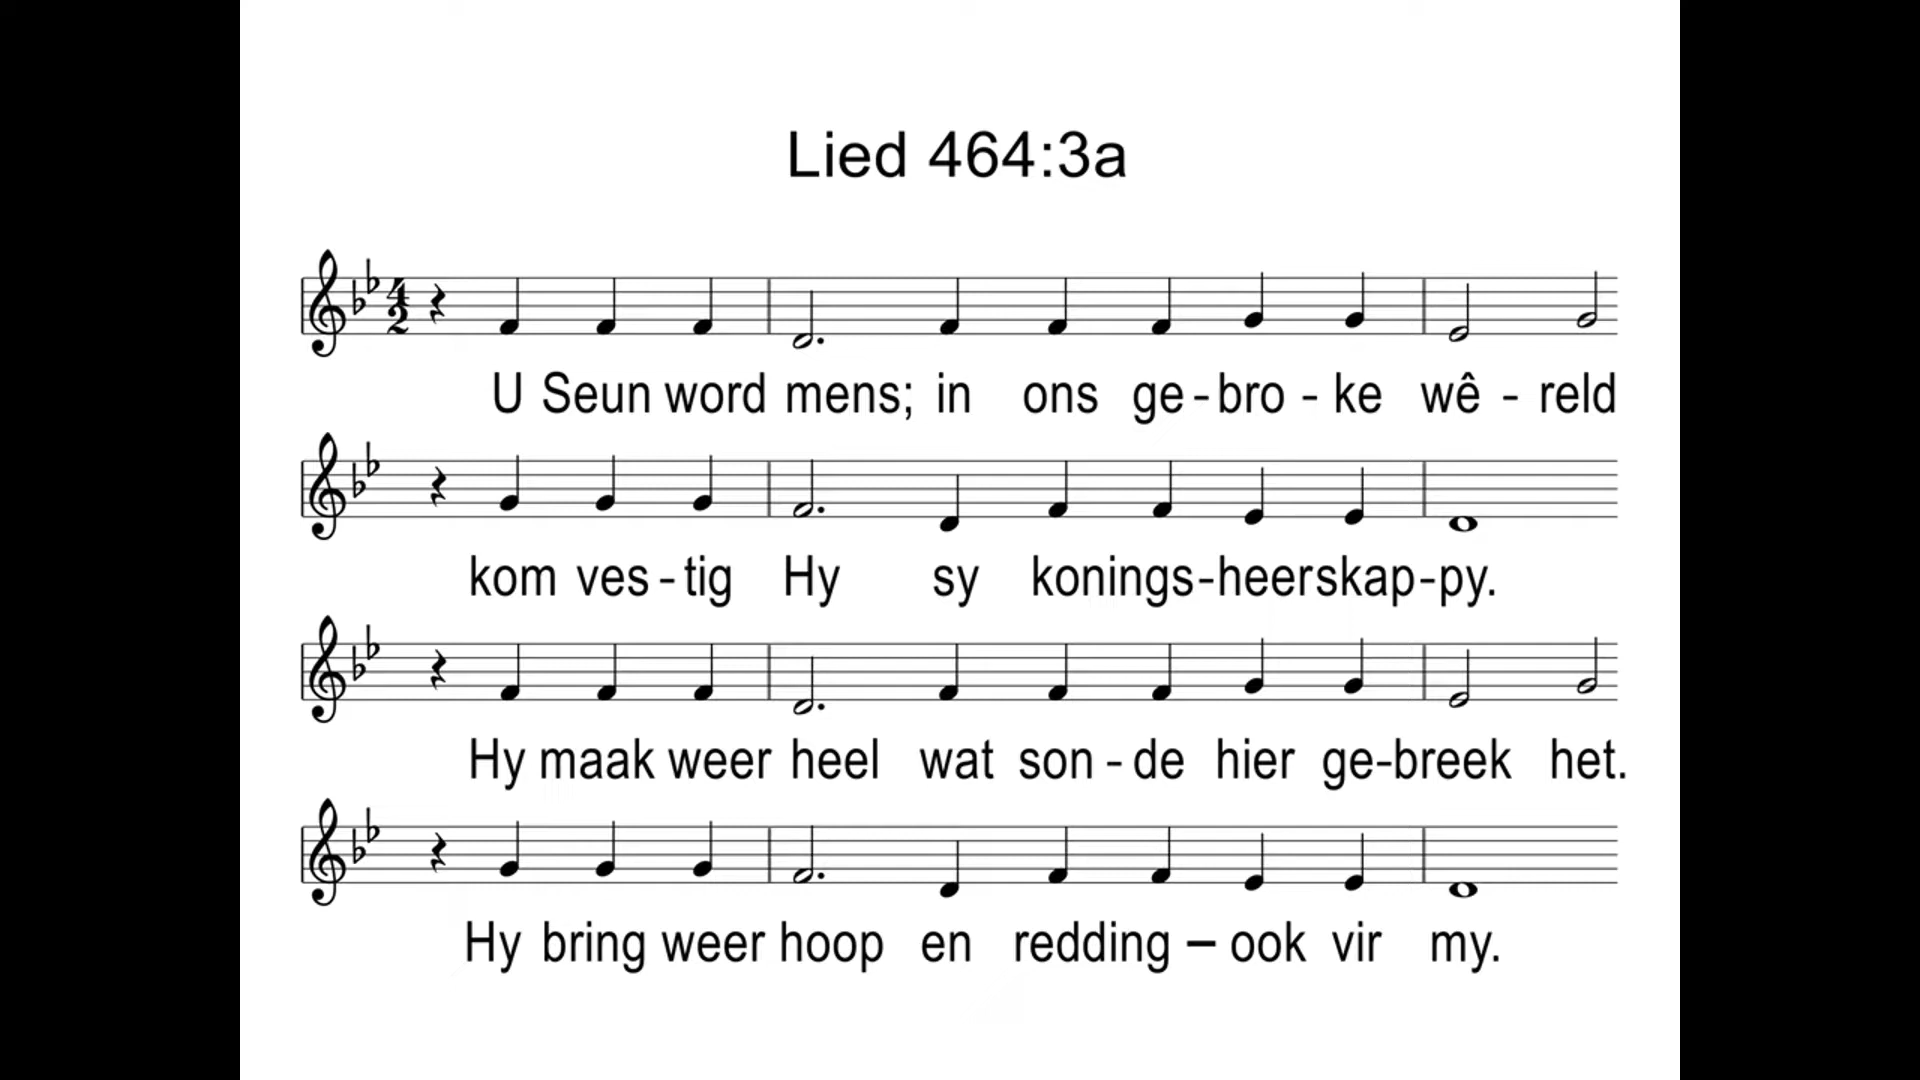 Lied 464:3a
4
2
U Seun word mens; in ons ge-bro - ke wê - reld
kom ves-tig Hy sy konings-heerskap-py.
Hy maak weer heel wat son-de hier ge-breek het.
Hy bring weer hoop en redding – ook vir my.